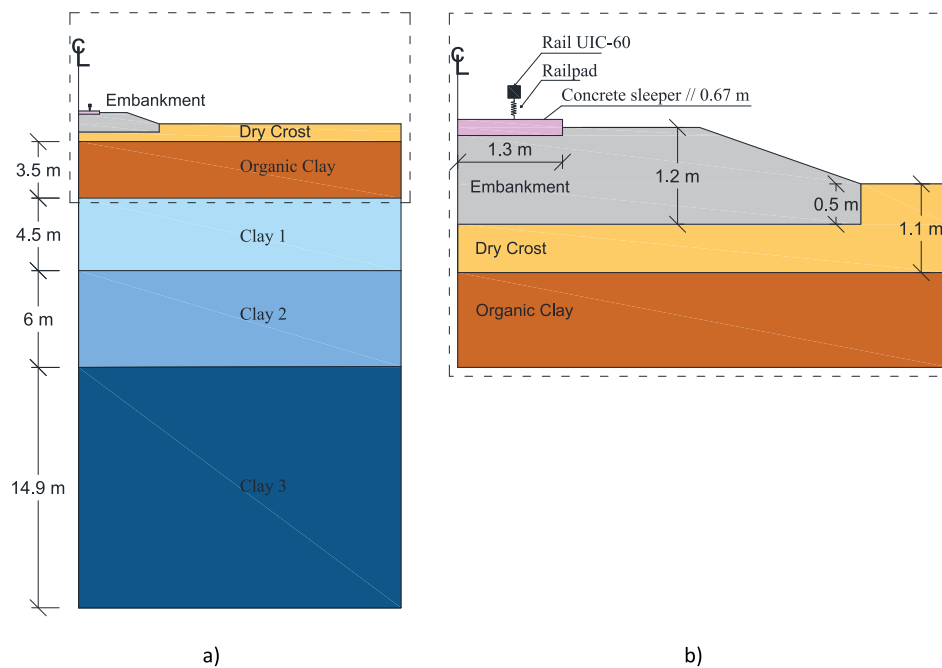 ℄
Embankment
Dry Crost
3.5 m
Organic Clay
4.5 m
Clay 1
6 m
Clay 2
14.9 m
Clay 3
a)
℄
Rail UIC-60
Railpad
Concrete sleeper // 0.67 m
1.3 m
1.2 m
Embankment
0.5 m
1.1 m
Dry Crost
Organic Clay
b)